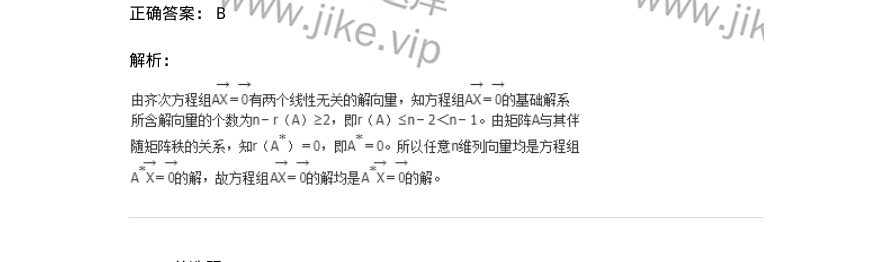 正确答案: B
www.jike.vip
解析:
由齐次方程组AX→=0→有两个线性无关的解向量，知方程组AX→=0→的基础解系
所含解向量的个数为n-r（A）≥2，即r（A）≤n-2＜n-1。由矩阵A与其伴
随矩阵秩的关系，知r（A*）=0，即A*=0。所以任意n维列向量均是方程组
A*X→=0→的解，故方程组AX→=0→的解均是A*X→=0→的解。